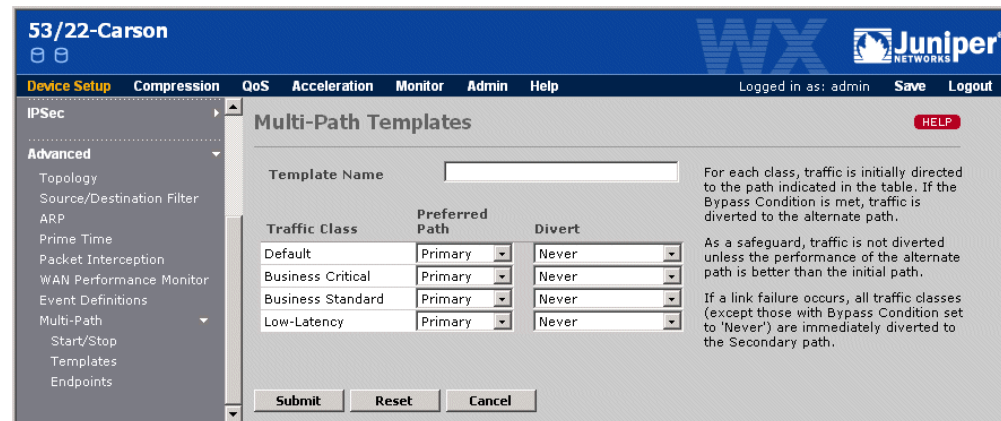 53/22-Carson
WX
Juniper
NETWORKS
Device Setup Compression QoS Acceleration Monitor Admin Help Logged in as: admin Save Logout
IPSec
Advanced
Topology
Source/Destination Filter
ARP
Prime Time
Packet Interception
WAN Performance Monitor
Event Definitions
Multi-Path
Start/Stop
Templates
Endpoints
Multi-Path Templates
HELP
Template Name
Traffic Class Preferred Path Divert
Default Primary Never
Business Critical Primary Never
Business Standard Primary Never
Low-Latency Primary Never
For each class, traffic is initially directed
to the path indicated in the table. If the
Bypass Condition is met, traffic is
diverted to the alternate path.
As a safeguard, traffic is not diverted
unless the performance of the alternate
path is better than the initial path.
If a link failure occurs, all traffic classes
(except those with Bypass Condition set
to 'Never') are immediately diverted to
the Secondary path.
Submit Reset Cancel